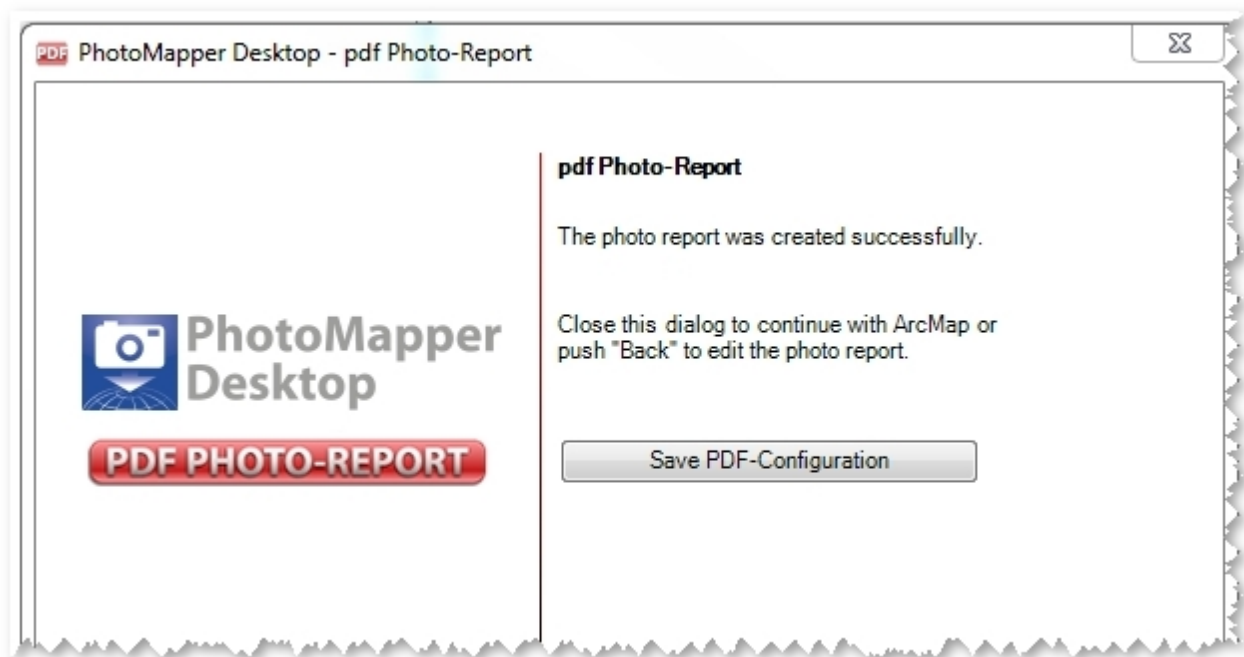 PDF PhotoMapper Desktop - pdf Photo-Report
pdf Photo-Report
The photo report was created successfully.
Close this dialog to continue with ArcMap or
push "Back" to edit the photo report.
PhotoMapper
Desktop
PDF PHOTO-REPORT
Save PDF-Configuration